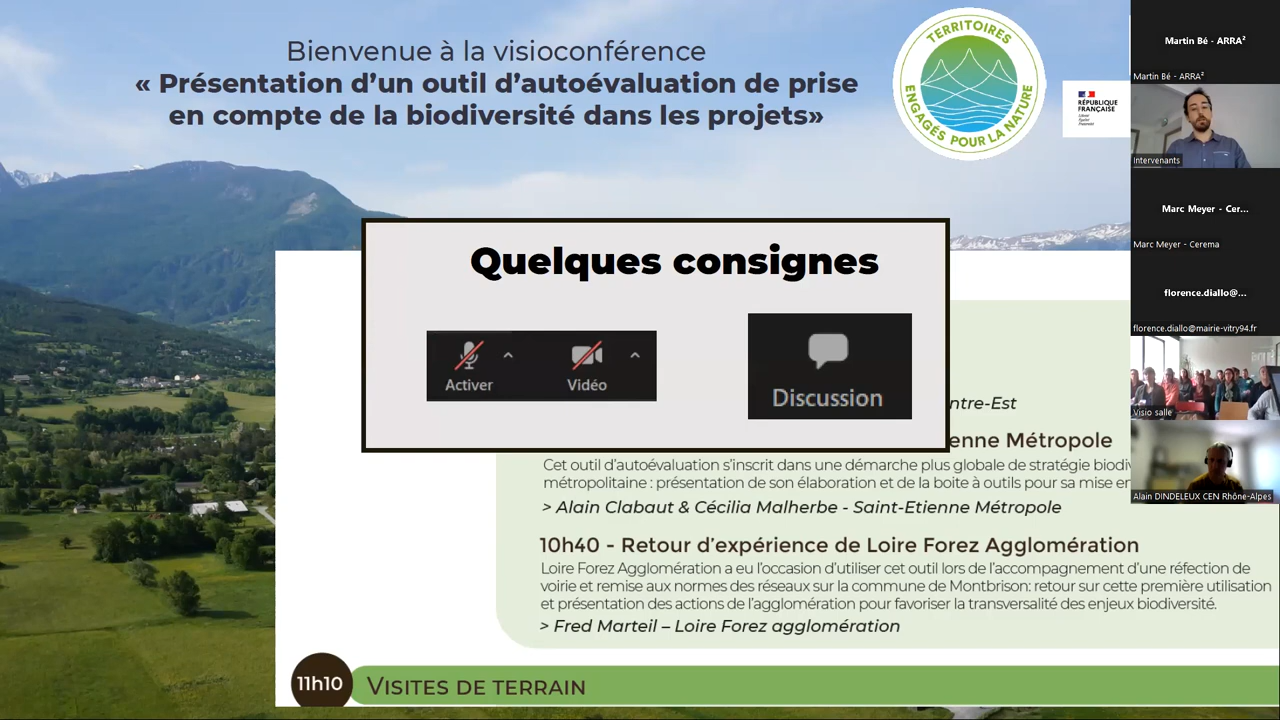 Bienvenue à la visioconférence
« Présentation d’un outil d’autoévaluation de prise
en compte de la biodiversité dans les projets»
TERRITOIRES
ENGAGÉS POUR LA NATURE
RÉPUBLIQUE
FRANÇAISE
Martin Bé - ARRA²
Martin Bé - ARRA²
Intervenants
Marc Meyer - Cer...
Marc Meyer - Cerema
florence.diallo@...
florence.diallo@mairie-vitry94.fr
Visio salle
Alain DINDELEUX CEN Rhône-Alpes
Quelques consignes
Activer
Vidéo
Discussion
ntre-Est
enne Métropole
Cet outil d’autoévaluation s’inscrit dans une démarche plus globale de stratégie biodiv
métropolitaine : présentation de son élaboration et de la boite à outils pour sa mise en
> Alain Clabaut & Cécilia Malherbe - Saint-Etienne Métropole
10h40 - Retour d’expérience de Loire Forez Agglomération
Loire Forez Agglomération a eu l’occasion d’utiliser cet outil lors de l’accompagnement d’une réfection de
voirie et remise aux normes des réseaux sur la commune de Montbrison: retour sur cette première utilisation
et présentation des actions de l’agglomération pour favoriser la transversalité des enjeux biodiversité.
> Fred Marteil – Loire Forez agglomération
11h10
VISITES DE TERRAIN